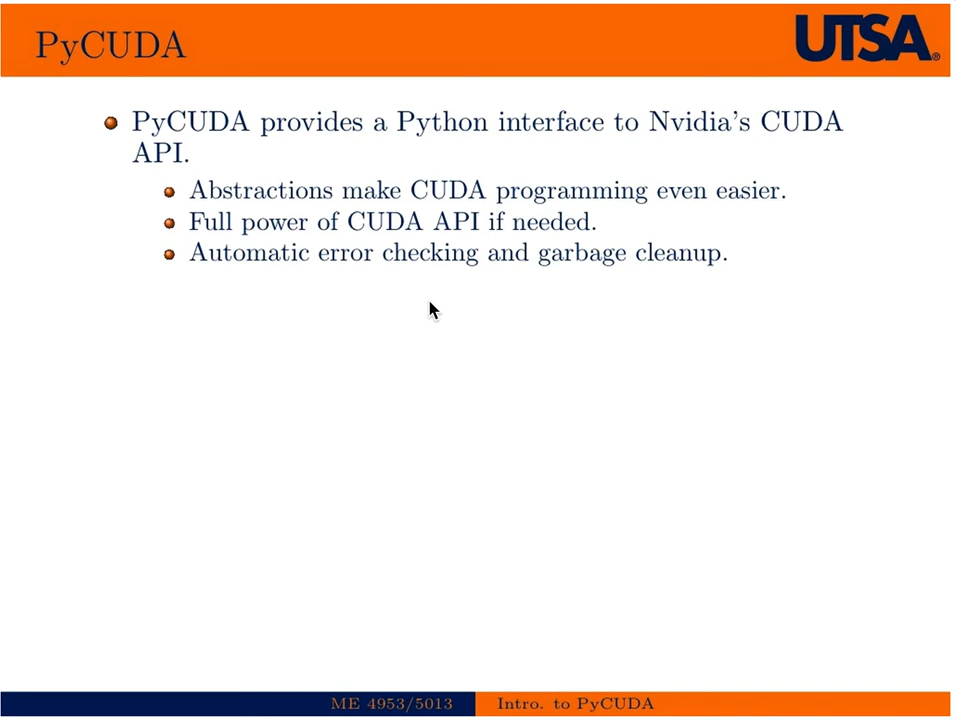 PyCUDA
UTSA®
PyCUDA provides a Python interface to Nvidia's CUDA
API.
Abstractions make CUDA programming even easier.
Full power of CUDA API if needed.
Automatic error checking and garbage cleanup.
ME 4953/5013
Intro. to PyCUDA